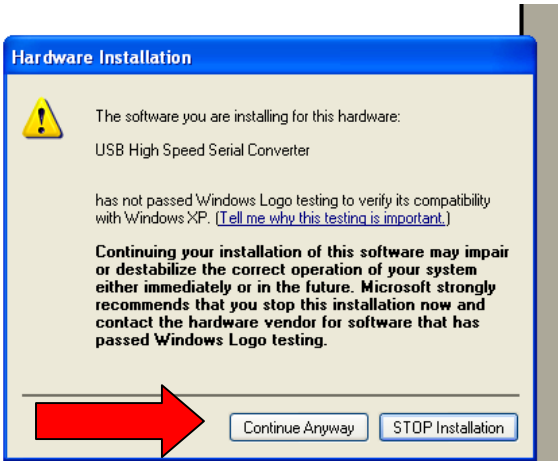 Hardware Installation
The software you are installing for this hardware:
USB High Speed Serial Converter
has not passed Windows Logo testing to verify its compatibility
with Windows XP. (Tell me why this testing is important.)
Continuing your installation of this software may impair
or destabilize the correct operation of your system
either immediately or in the future. Microsoft strongly
recommends that you stop this installation now and
contact the hardware vendor for software that has
passed Windows Logo testing.
Continue Anyway
STOP Installation